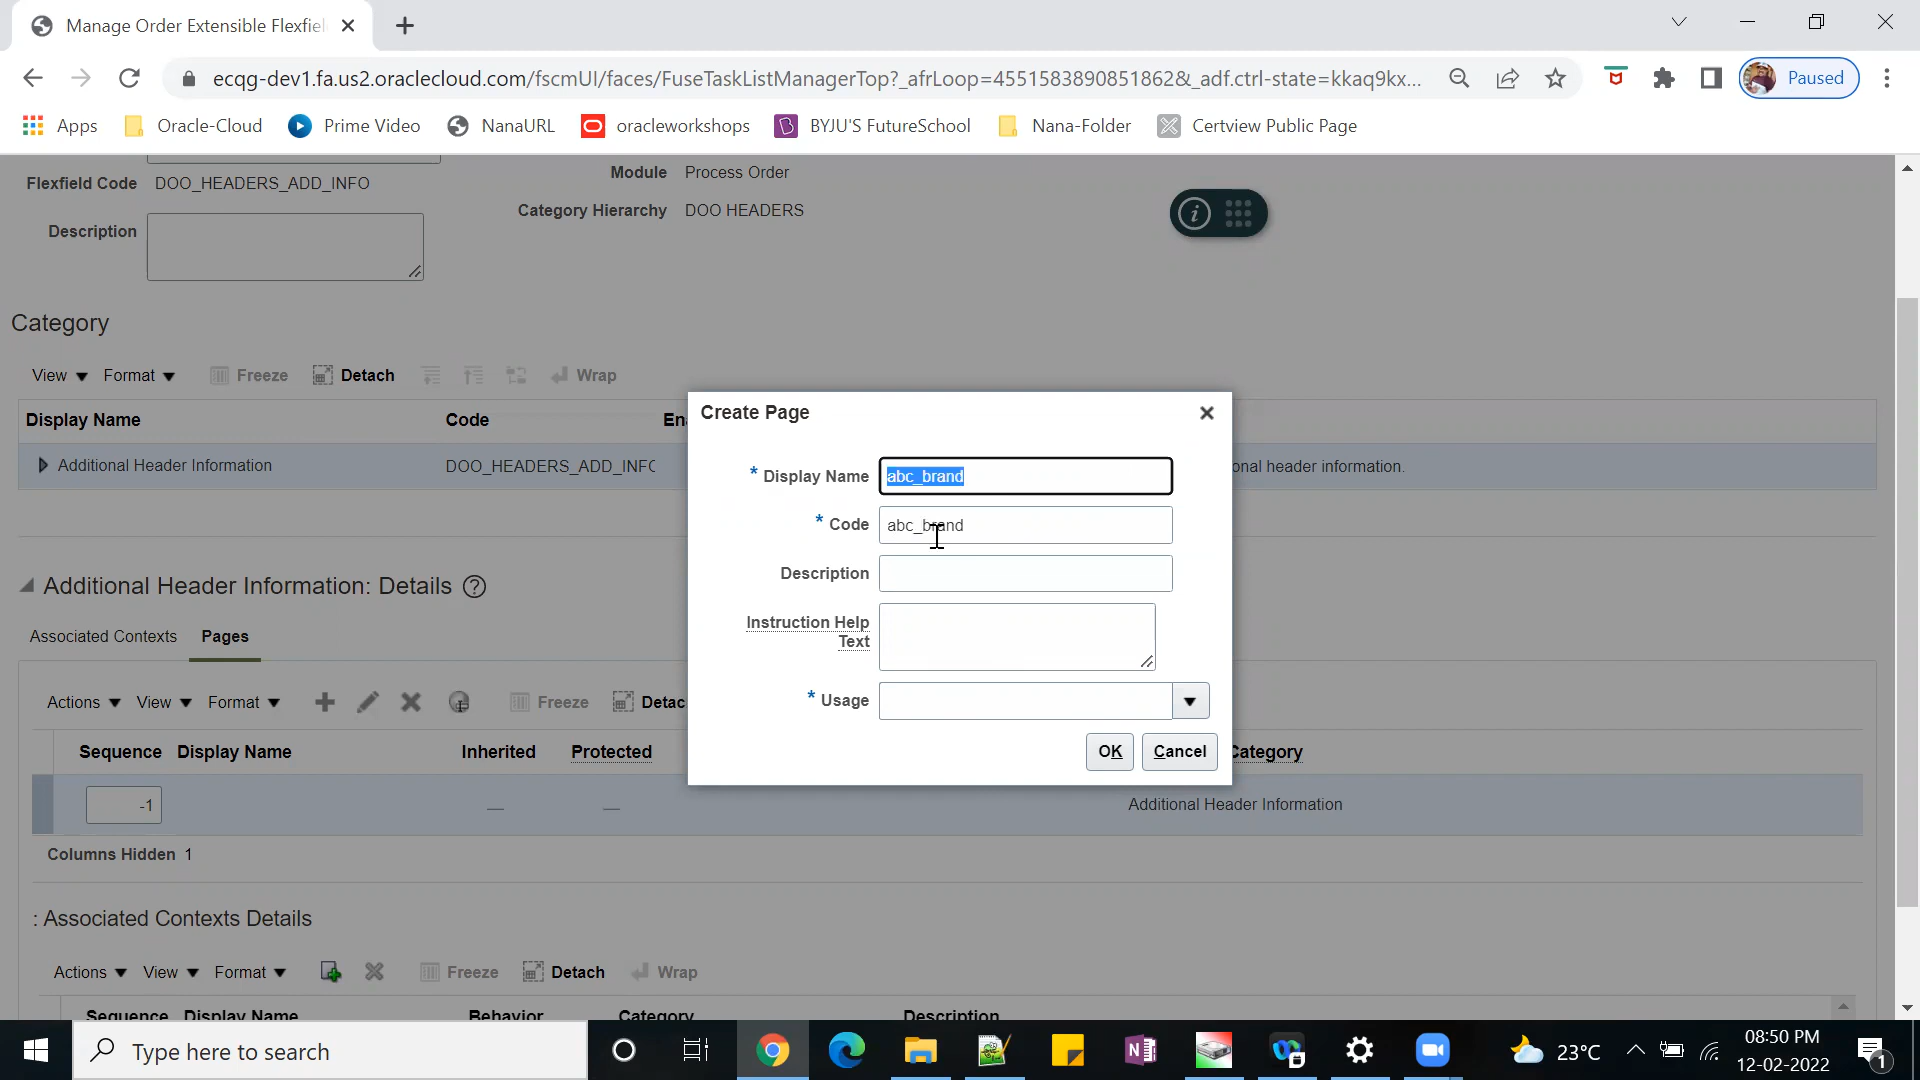 Manage Order Extensible Flexfiel
ecqg-dev1.fa.us2.oraclecloud.com/fscmUI/faces/FuseTaskListManagerTop?_afrLoop=4551583890851862&_adf.ctrl-state=kkaq9kx...
Paused
Apps Oracle-Cloud Prime Video NanaURL oracleworkshops BYJU'S FutureSchool Nana-Folder Certview Public Page
Module Process Order
Flexfield Code DOO_HEADERS_ADD_INFO
Category Hierarchy DOO HEADERS
Description
Category
View Format Freeze Detach Wrap
Display Name Code En
Additional Header Information DOO_HEADERS_ADD_INFC onal header information.
Create Page
* Display Name abc_brand
* Code abc_brand
Description
Instruction Help
Text
* Usage
OK Cancel
Additional Header Information: Details
Associated Contexts Pages
Actions View Format Freeze Detac
Sequence Display Name Inherited Protected Category
-1 Additional Header Information
Columns Hidden 1
: Associated Contexts Details
Actions View Format Freeze Detach Wrap
Sequence Display Name Behavior Category Description
Type here to search
23°C
08:50 PM
12-02-2022
1